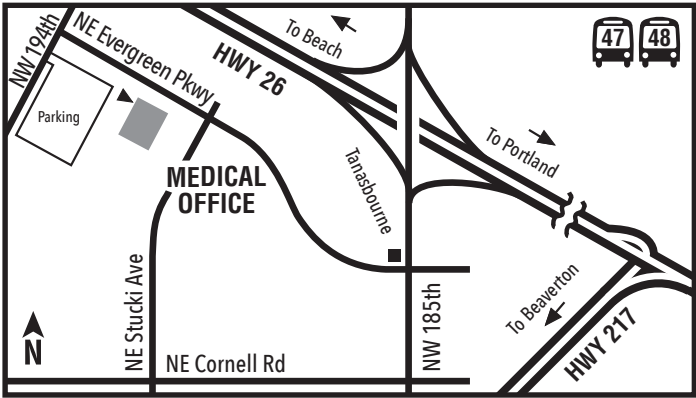 NW 194th
NE Evergreen Pkwy
HWY 26
To Beach
47
48
Parking
To Portland
Tanasbourne
MEDICAL
OFFICE
NE Stucki Ave
NW 185th
To Beaverton
HWY 217
N
NE Cornell Rd